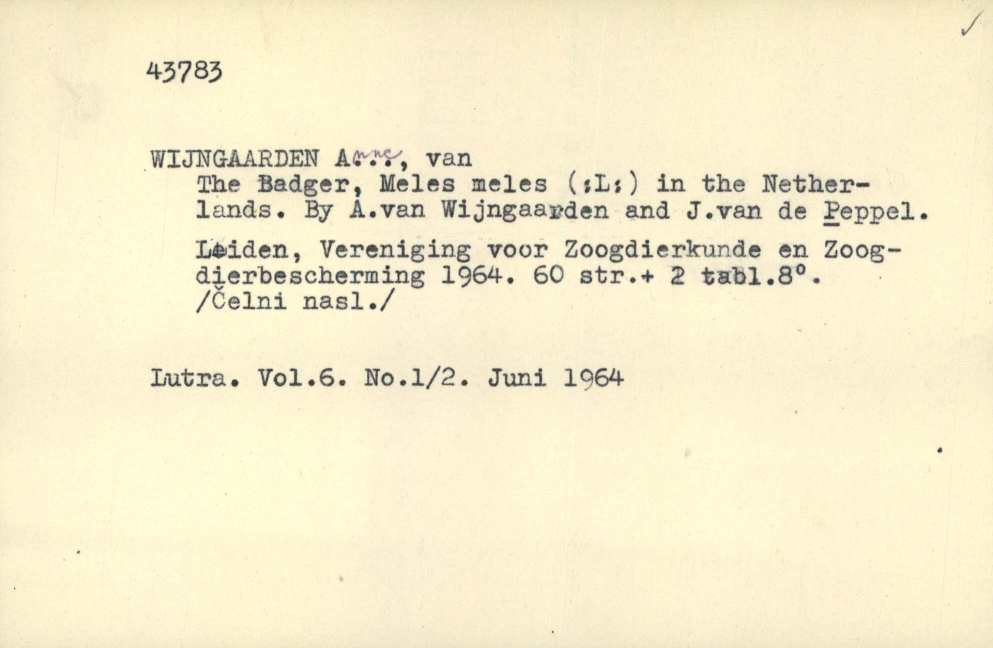 43783
WIJNGAARDEN A..., van
The Badger, Meles meles (;L;) in the Nether-
lands. By A.van Wijngaarden and J.van de Peppel.
Leiden, Vereniging voor Zoogdierkunde en Zoog-
dierbescherming 1964. 60 str.+ 2 tabl.8°.
/Čelni nasl./
Lutra. Vol.6. No.1/2. Juni 1964